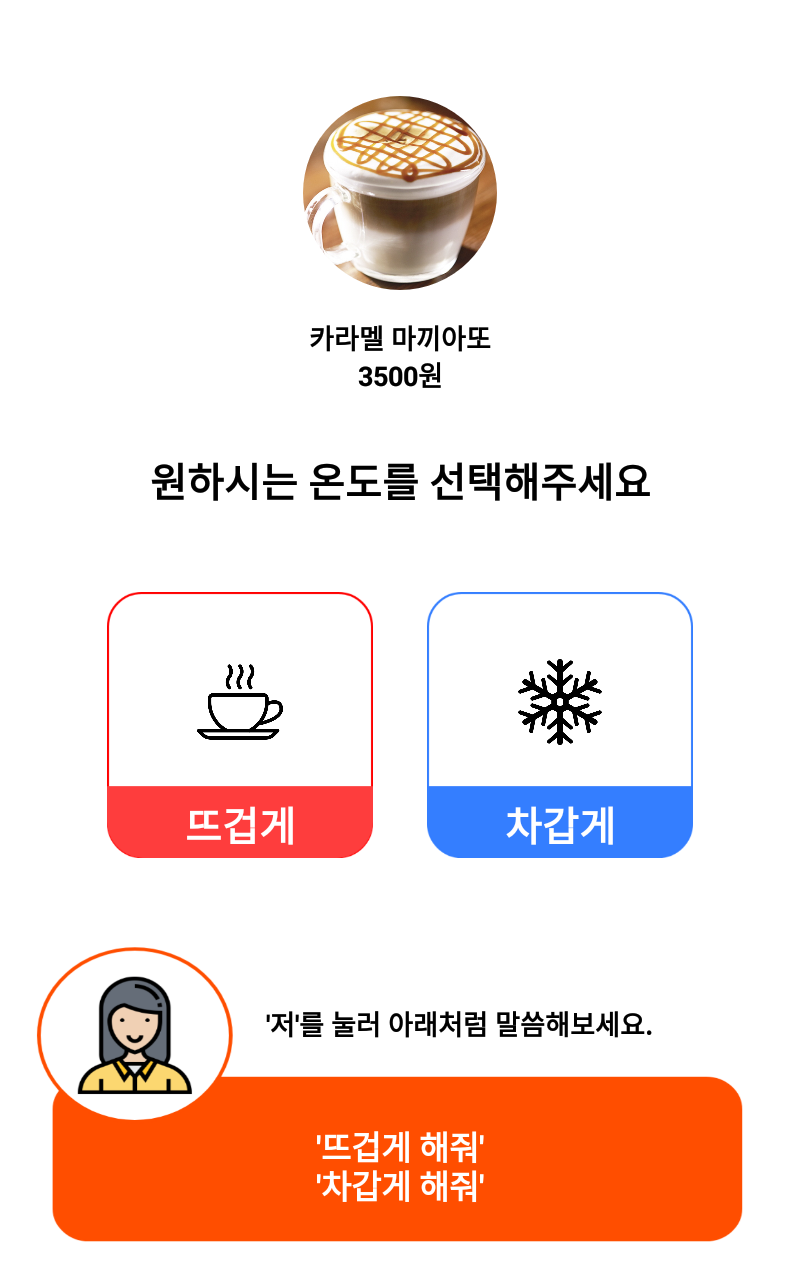 카라멜 마끼아또
3500원
원하시는 온도를 선택해주세요
뜨겁게
차갑게
'저'를 눌러 아래처럼 말씀해보세요.
'뜨겁게 해줘'
'차갑게 해줘'